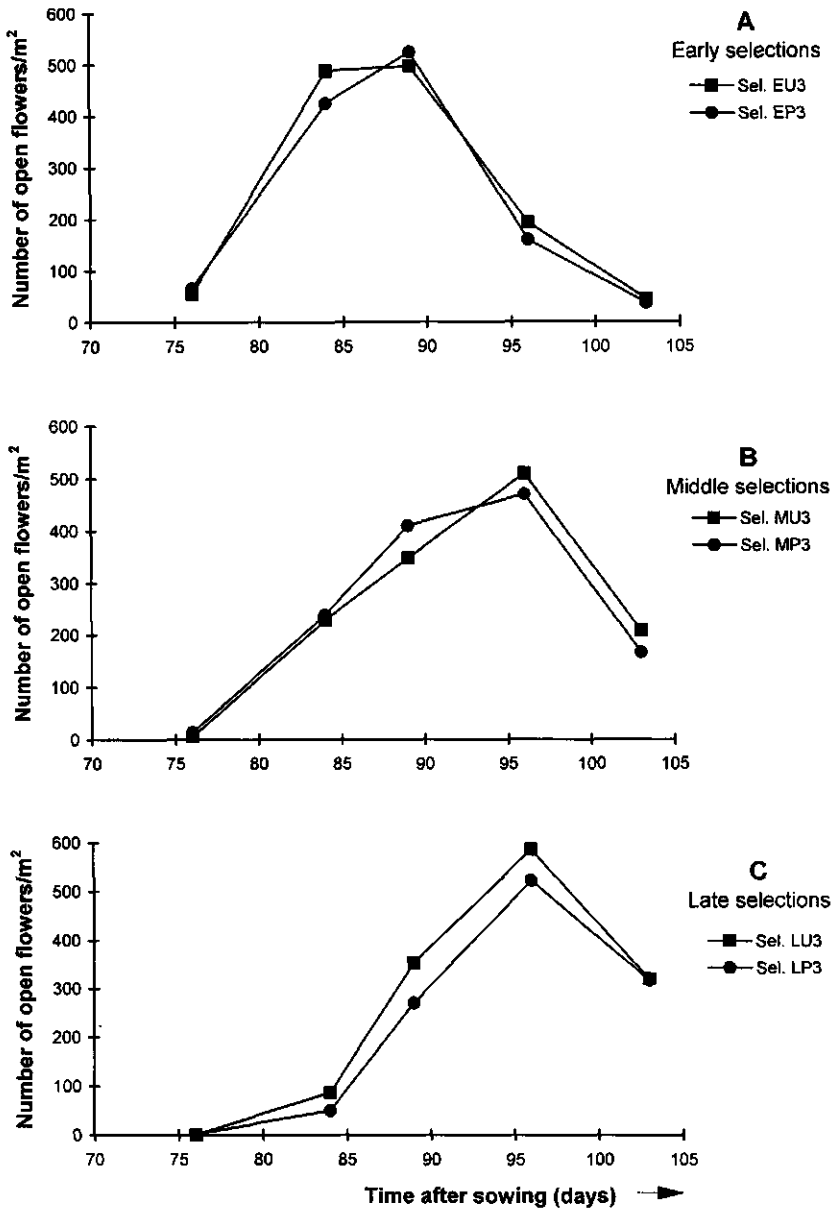 A
Early selections
Sel. EU3
Sel. EP3
Number of open flowers/m²
600
500
400
300
200
100
0
70 75 80 85 90 95 100 105
B
Middle selections
Sel. MU3
Sel. MP3
Number of open flowers/m²
600
500
400
300
200
100
0
70 75 80 85 90 95 100 105
C
Late selections
Sel. LU3
Sel. LP3
Number of open flowers/m²
600
500
400
300
200
100
0
70 75 80 85 90 95 100 105
Time after sowing (days)